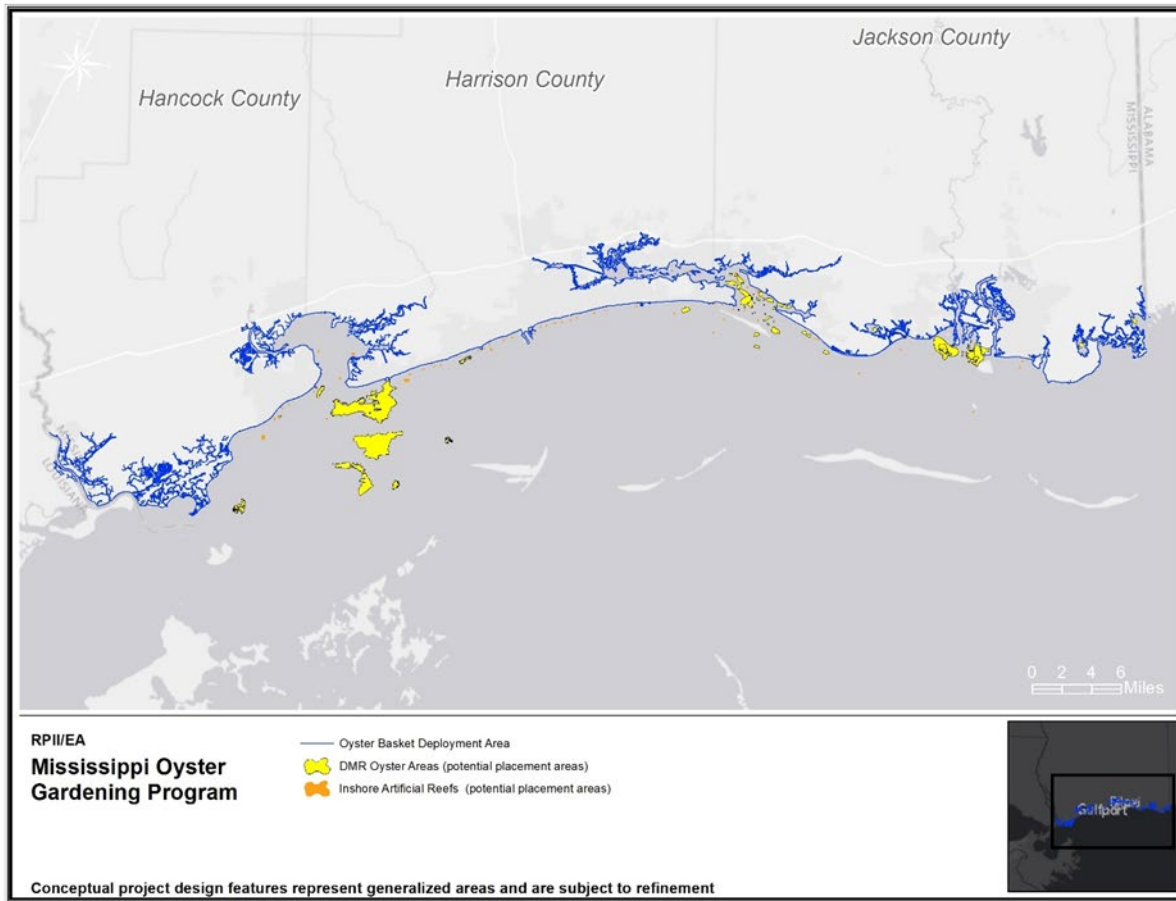 Jackson County
Harrison County
Hancock County
ALABAMA
MISSISSIPPI
LOUISIANA
0 2 4 6
Miles
RPII/EA
Mississippi Oyster
Gardening Program
Oyster Basket Deployment Area
DMR Oyster Areas (potential placement areas)
Inshore Artificial Reefs (potential placement areas)
Biloxi
Gulfport
Conceptual project design features represent generalized areas and are subject to refinement